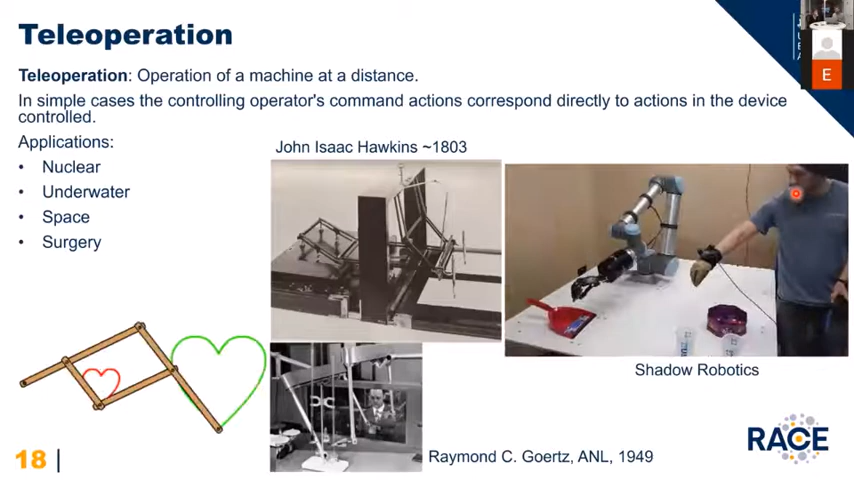 Teleoperation
Teleoperation: Operation of a machine at a distance.
In simple cases the controlling operator's command actions correspond directly to actions in the device
controlled.
Applications:
• Nuclear
• Underwater
• Space
• Surgery
John Isaac Hawkins ~1803
Shadow Robotics
Raymond C. Goertz, ANL, 1949
E
RACE
18 |